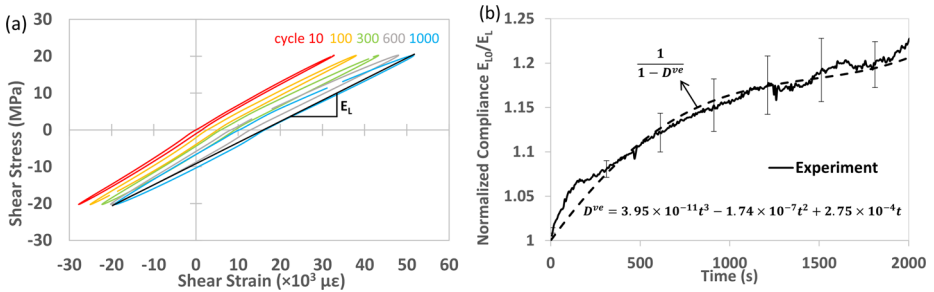 (a)
cycle 10 100 300 600 1000
30
20
10
0
-10
-20
-30
Shear Stress (MPa)
E_L
-30 -20 -10 0 10 20 30 40 50 60
Shear Strain (×10³ με)
(b)
1.25
1.2
1.15
1.1
1.05
1
Normalized Compliance E_L0/E_L
1
1 − D^ve
Experiment
D^ve = 3.95 × 10^−11 t^3 − 1.74 × 10^−7 t^2 + 2.75 × 10^−4 t
0 500 1000 1500 2000
Time (s)